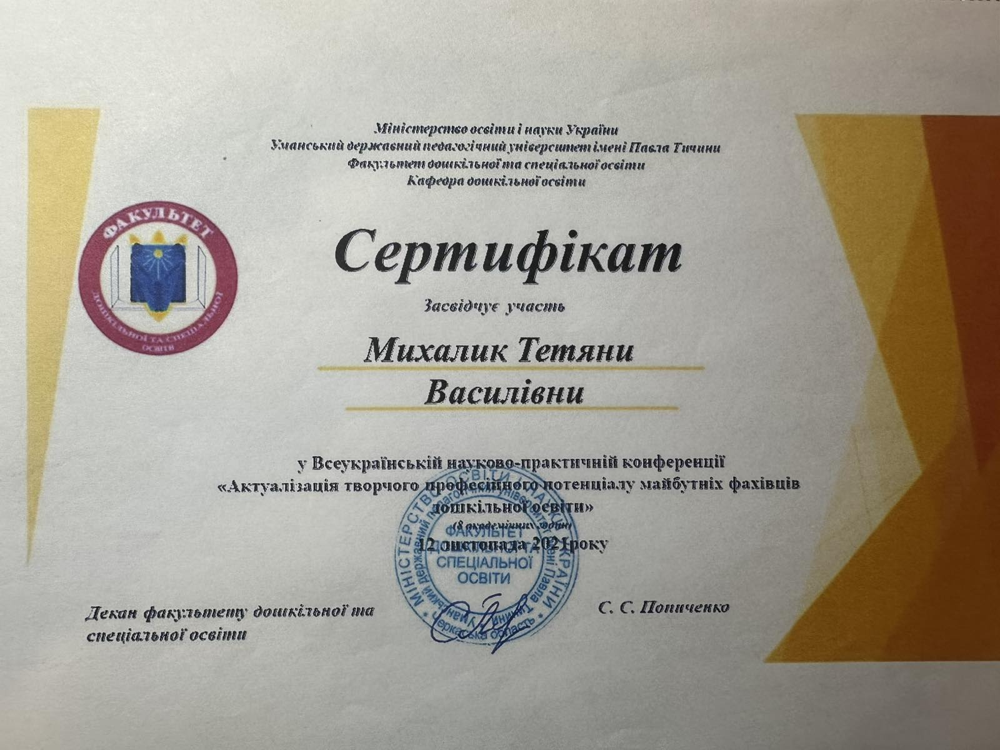 Міністерство освіти і науки України
Уманський державний педагогічний університет імені Павла Тичини
Факультет дошкільної та спеціальної освіти
Кафедра дошкільної освіти
ФАКУЛЬТЕТ
ДОШКІЛЬНОЇ ТА СПЕЦІАЛЬНОЇ
ОСВІТИ
Сертифікат
Засвідчує участь
Михалик Тетяни
Василівни
у Всеукраїнській науково-практичній конференції
«Актуалізація творчого професійного потенціалу майбутніх фахівців
дошкільної освіти»
(8 академічних годин)
12 листопада 2021року
МІНІСТЕРСТВО ОСВІТИ І НАУКИ УКРАЇНИ
Уманський державний педагогічний університет імені Павла Тичини
Черкаська область
ФАКУЛЬТЕТ
ДОШКІЛЬНОЇ ТА
СПЕЦІАЛЬНОЇ
ОСВІТИ
Декан факультету дошкільної та
спеціальної освіти
С. С. Попиченко